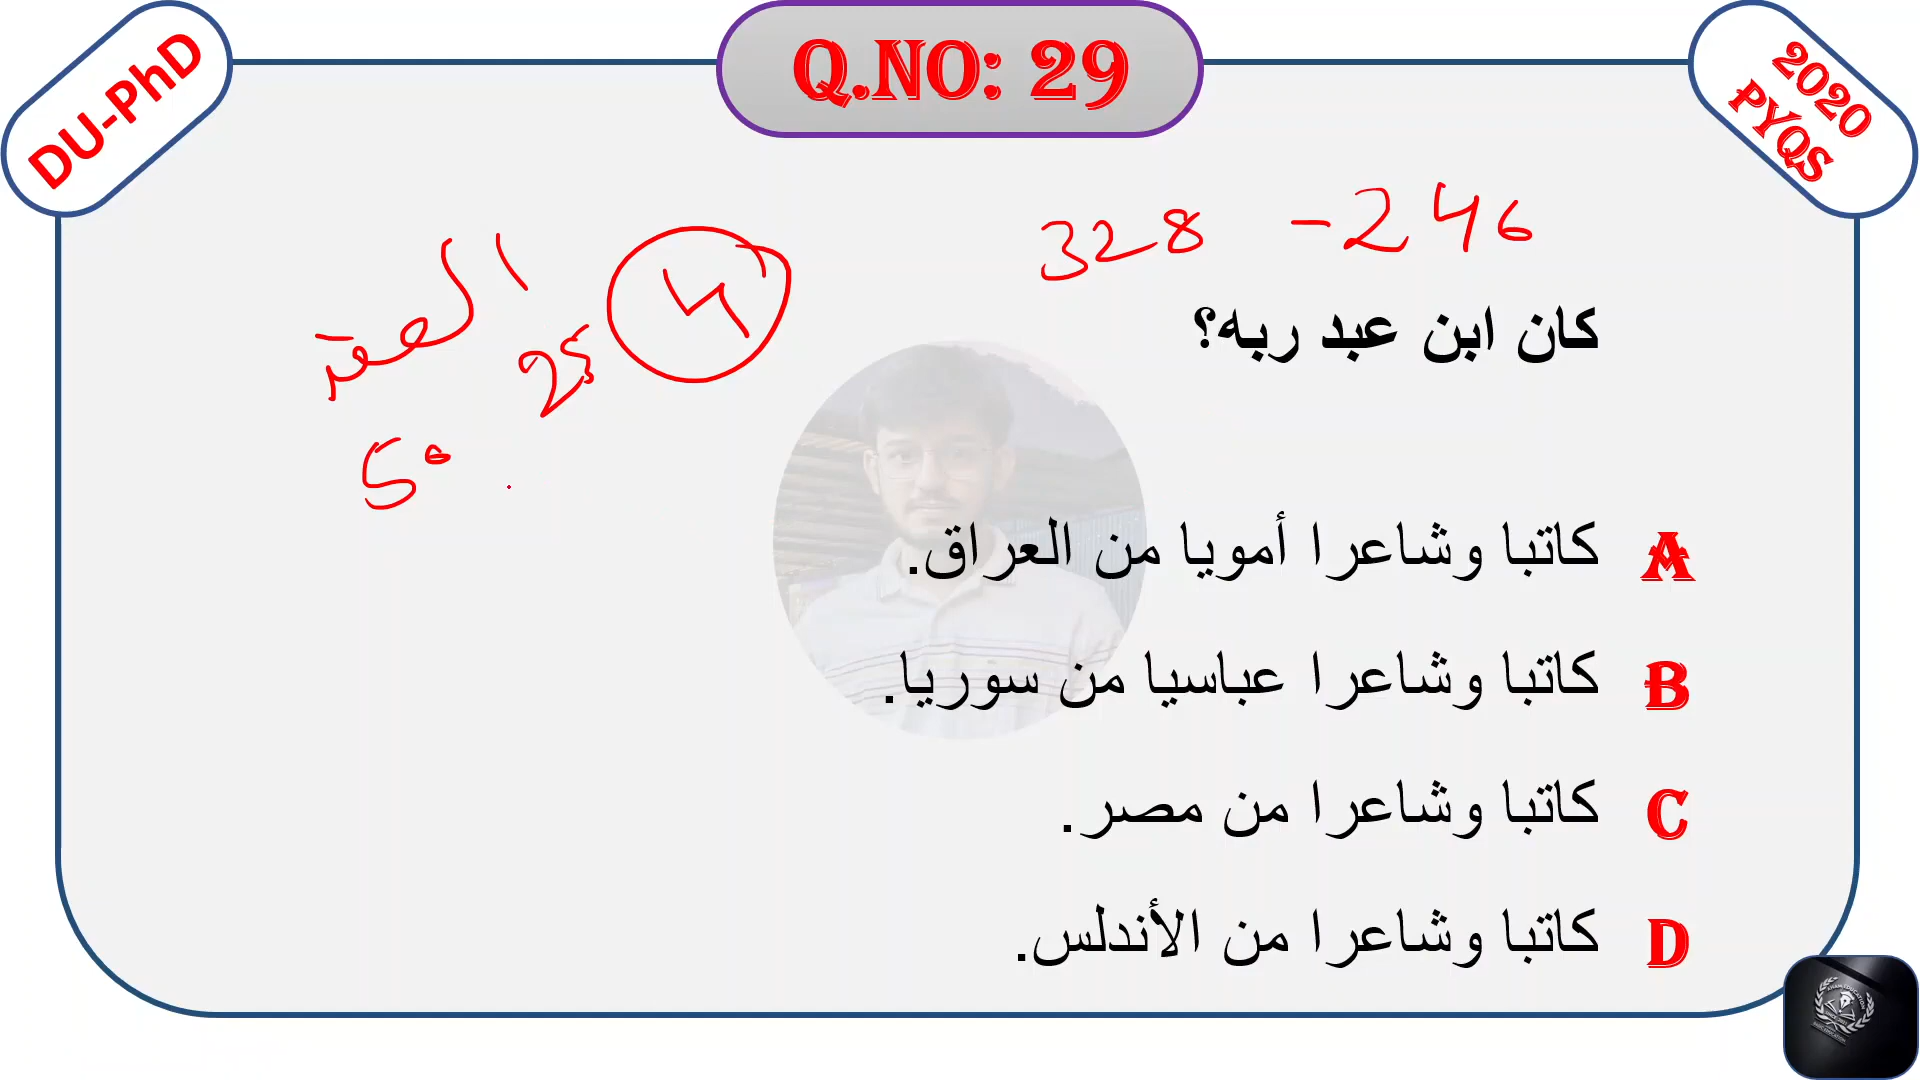 DU-PhD
Q.NO: 29
2020
PYQS
328 - 246
4
العقد
25
50
كان ابن عبد ربه؟
A كاتبا وشاعرا أمويا من العراق.
B كاتبا وشاعرا عباسيا من سوريا.
C كاتبا وشاعرا من مصر.
D كاتبا وشاعرا من الأندلس.